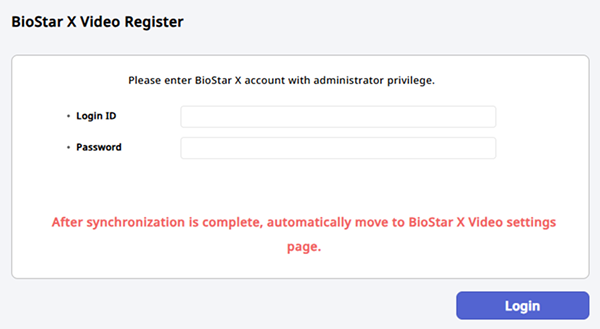 BioStar X Video Register
Please enter BioStar X account with administrator privilege.
• Login ID
• Password
After synchronization is complete, automatically move to BioStar X Video settings
page.
Login